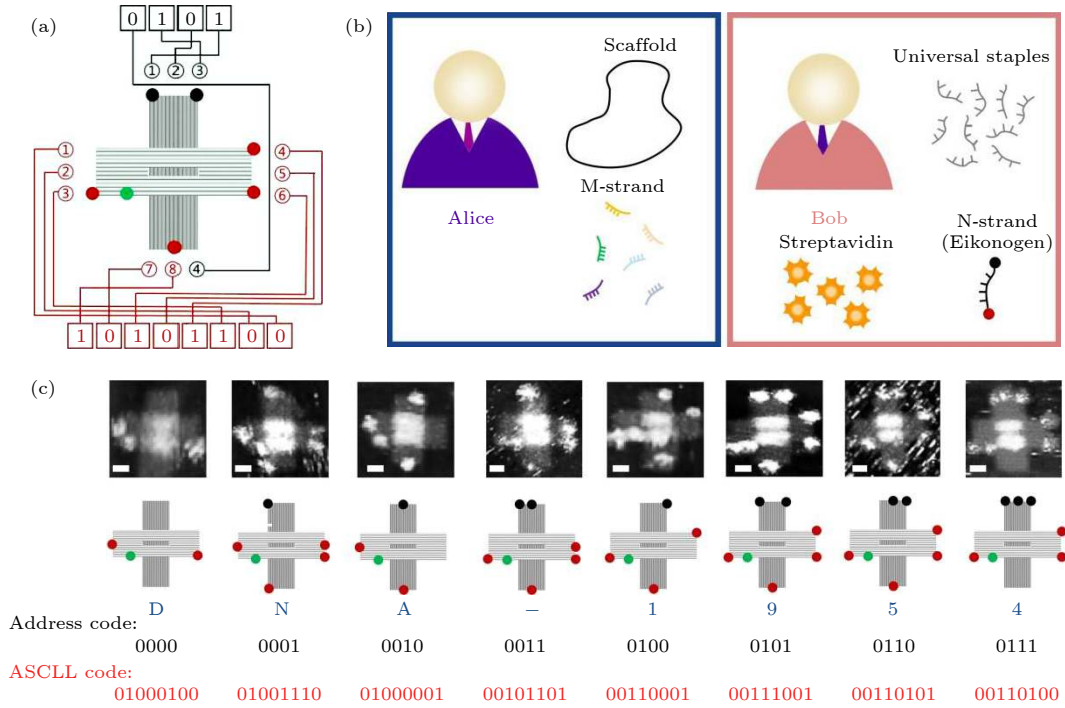 (a)
0 1 0 1
① ② ③
① ④
② ⑤
③ ⑥
⑦ ⑧ ④
1 0 1 0 1 1 0 0
(b)
Scaffold
M-strand
Alice
Universal staples
Bob
Streptavidin
N-strand
(Eikonogen)
(c)
D N A − 1 9 5 4
Address code:
0000 0001 0010 0011 0100 0101 0110 0111
ASCLL code:
01000100 01001110 01000001 00101101 00110001 00111001 00110101 00110100